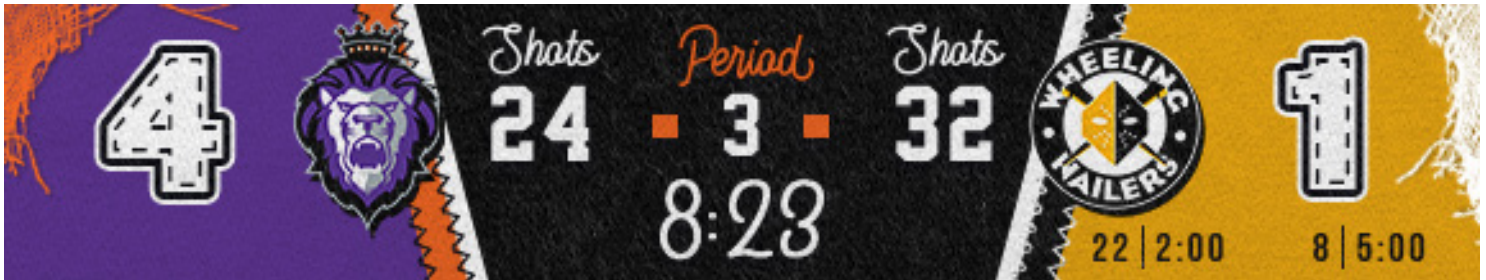 4
Shots
24
Period
3
8:23
Shots
32
WHEELING
NAILERS
22|2:00
1
8|5:00